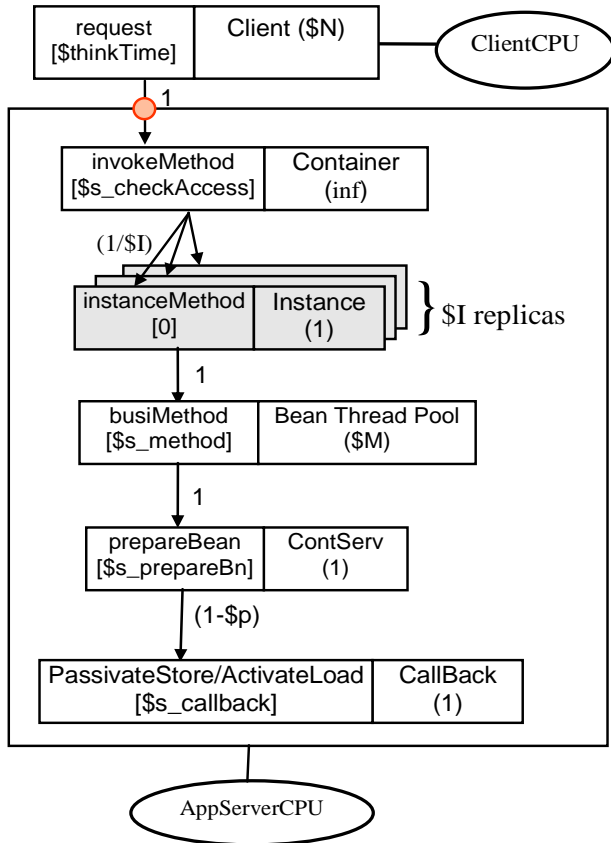 request
[$thinkTime]
Client ($N)
ClientCPU
1
invokeMethod
[$s_checkAccess]
Container
(inf)
(1/$I)
instanceMethod
[0]
Instance
(1)
} $I replicas
1
busiMethod
[$s_method]
Bean Thread Pool
($M)
1
prepareBean
[$s_prepareBn]
ContServ
(1)
(1-$p)
PassivateStore/ActivateLoad
[$s_callback]
CallBack
(1)
AppServerCPU